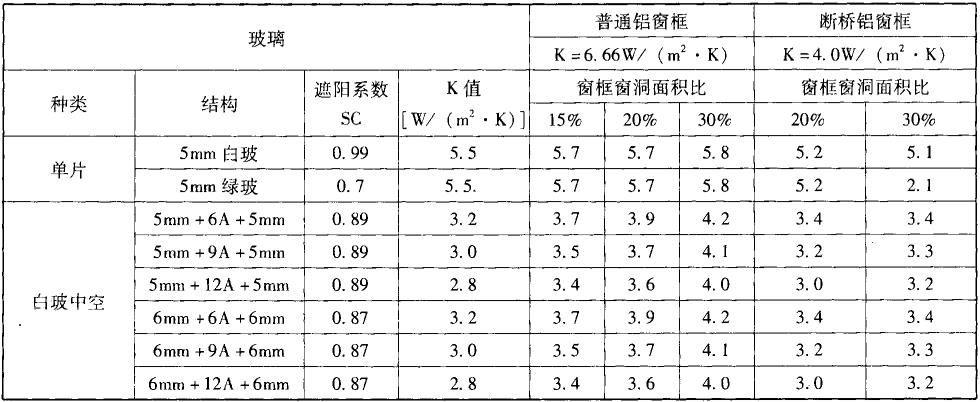 玻璃 普通铝窗框 断桥铝窗框
K=6.66W/（m²·K） K=4.0W/（m²·K）
种类 结构 遮阳系数 SC K 值 [W/（m²·K）] 窗框窗洞面积比 窗框窗洞面积比
15% 20% 30% 20% 30%
单片 5mm 白玻 0.99 5.5 5.7 5.7 5.8 5.2 5.1
5mm 绿玻 0.7 5.5. 5.7 5.7 5.8 5.2 2.1
白玻中空 5mm+6A+5mm 0.89 3.2 3.7 3.9 4.2 3.4 3.4
5mm+9A+5mm 0.89 3.0 3.5 3.7 4.1 3.2 3.3
5mm+12A+5mm 0.89 2.8 3.4 3.6 4.0 3.0 3.2
6mm+6A+6mm 0.87 3.2 3.7 3.9 4.2 3.4 3.4
6mm+9A+6mm 0.87 3.0 3.5 3.7 4.1 3.2 3.3
6mm+12A+6mm 0.87 2.8 3.4 3.6 4.0 3.0 3.2